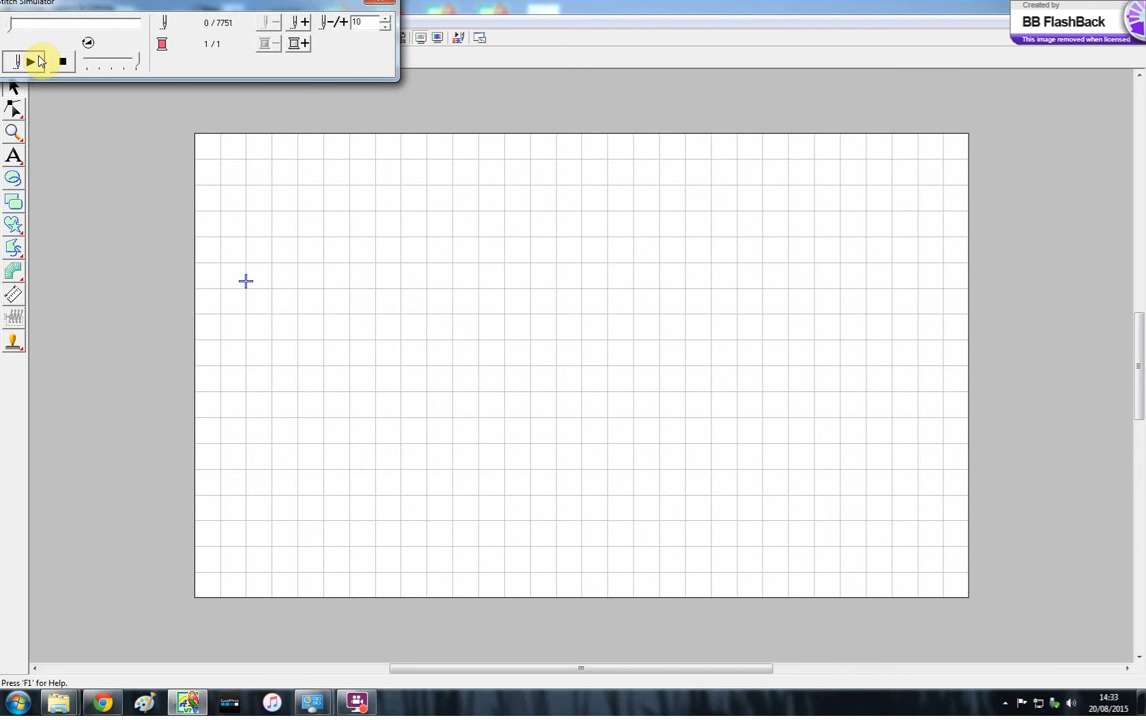 Stitch Simulator
0 / 7751
1 / 1
10
Created by
BB FlashBack
This image removed when licensed
Press 'F1' for Help.
14:33
20/08/2015